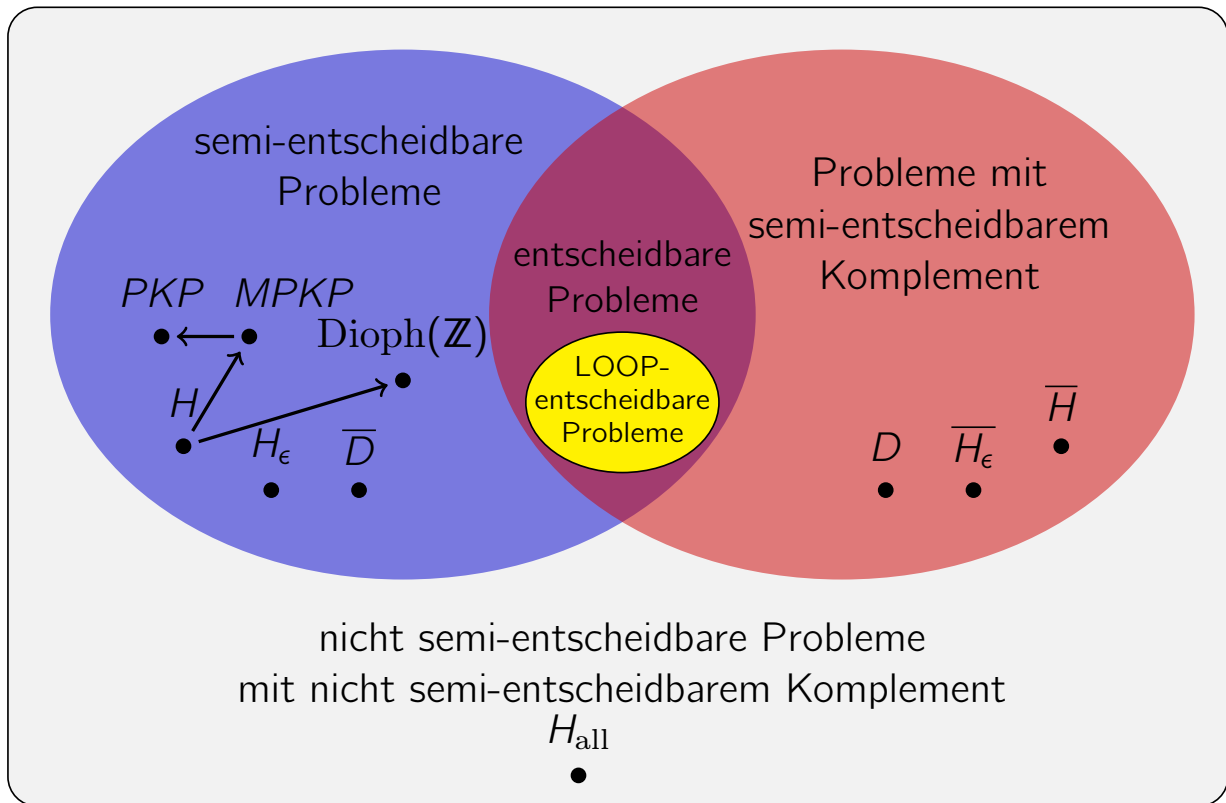 semi-entscheidbare
Probleme
Probleme mit
semi-entscheidbarem
Komplement
entscheidbare
Probleme
PKP
MPKP
Dioph(ℤ)
LOOP-
entscheidbare
Probleme
H
H_ϵ
D̅
D
H̅_ϵ̅
H̅
nicht semi-entscheidbare Probleme
mit nicht semi-entscheidbarem Komplement
H_all